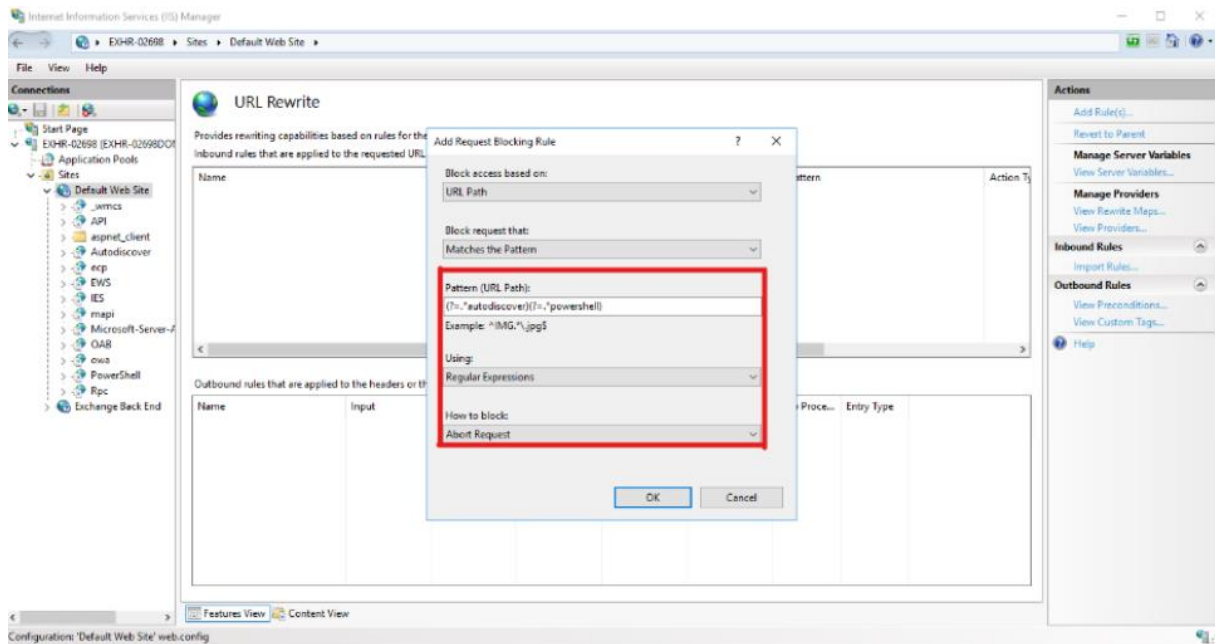 Internet Information Services (IIS) Manager
EXHR-02698 Sites Default Web Site
File View Help
Connections
Start Page
EXHR-02698 (EXHR-02698DOM
Application Pools
Sites
Default Web Site
_wmcs
API
aspnet_client
Autodiscover
ecp
EWS
IES
mapi
Microsoft-Server-A
OAB
owa
PowerShell
Rpc
Exchange Back End
URL Rewrite
Provides rewriting capabilities based on rules for the
Inbound rules that are applied to the requested URL
Name
Action Ty
Add Request Blocking Rule
Block access based on:
URL Path
Block request that:
Matches the Pattern
Pattern (URL Path):
(?=.*autodiscover)(?=.*powershell)
Example: ^IMG.*\.jpg$
Using:
Regular Expressions
How to block:
Abort Request
OK Cancel
Outbound rules that are applied to the headers or th
Name Input Entry Type
Features View Content View
Actions
Add Rule(s)...
Revert to Parent
Manage Server Variables
View Server Variables...
Manage Providers
View Rewrite Maps...
View Providers...
Inbound Rules
Import Rules...
Outbound Rules
View Preconditions...
View Custom Tags...
Help
Configuration: 'Default Web Site' web.config